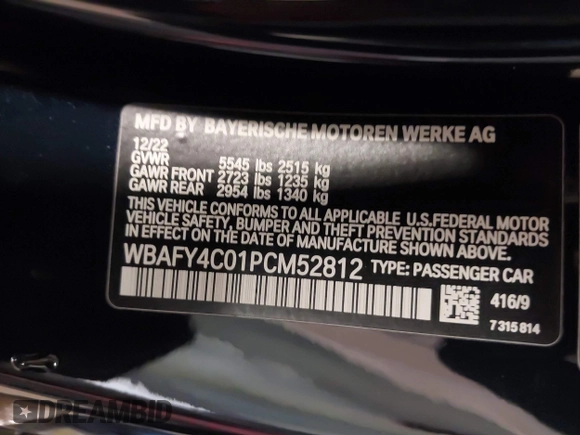 MFD BY BAYERISCHE MOTOREN WERKE AG
12/22
GVWR 5545 lbs 2515 kg
GAWR FRONT 2723 lbs 1235 kg
GAWR REAR 2954 lbs 1340 kg
THIS VEHICLE CONFORMS TO ALL APPLICABLE U.S.FEDERAL MOTOR
VEHICLE SAFETY, BUMPER AND THEFT PREVENTION STANDARDS IN
EFFECT ON THE DATE OF MANUFACTURE SHOWN ABOVE.
WBAFY4C01PCM52812 TYPE: PASSENGER CAR
416/9
7 315 814
DREAMBID